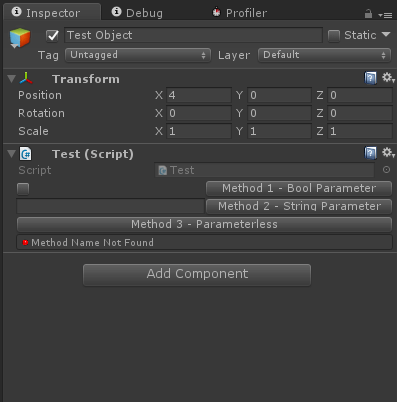 Inspector Debug Profiler
Test Object Static
Tag Untagged Layer Default
Transform
Position X 4 Y 0 Z 0
Rotation X 0 Y 0 Z 0
Scale X 1 Y 1 Z 1
Test (Script)
Script Test
Method 1 - Bool Parameter
Method 2 - String Parameter
Method 3 - Parameterless
Method Name Not Found
Add Component